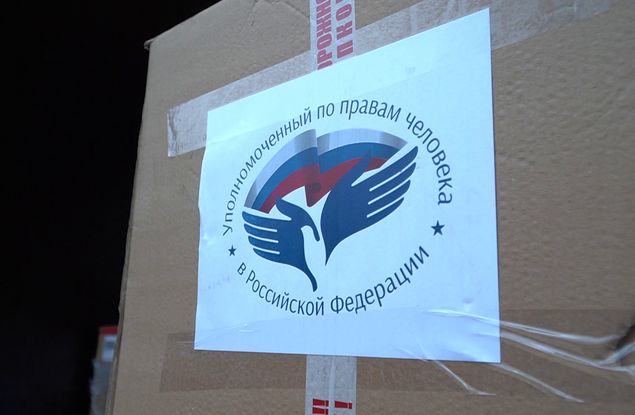 Уполномоченный по правам человека
в Российской Федерации